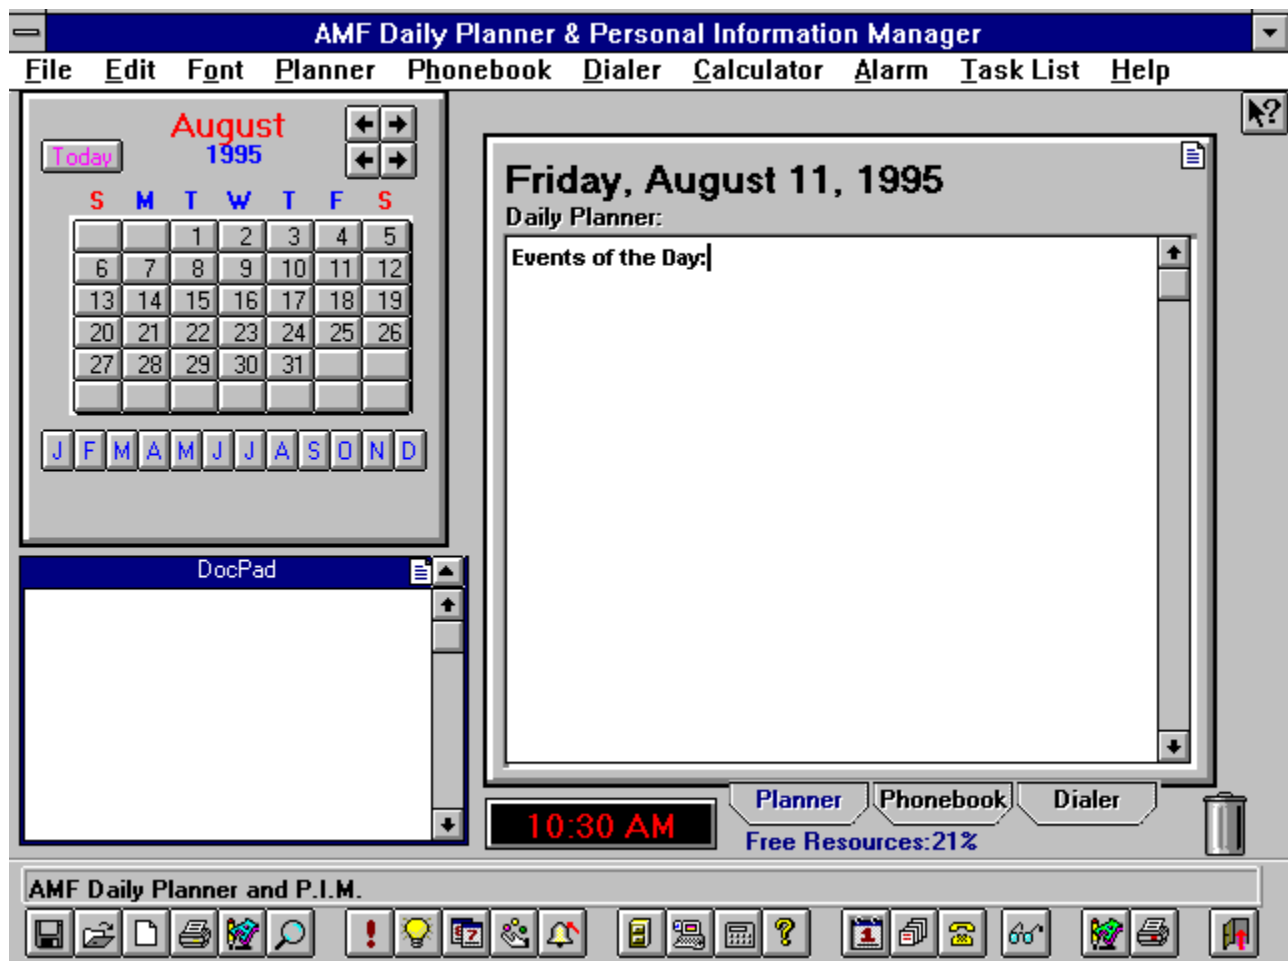 AMF Daily Planner & Personal Information Manager
File Edit Font Planner Phonebook Dialer Calculator Alarm Task List Help
August
Today
1995
S M T W T F S
1 2 3 4 5
6 7 8 9 10 11 12
13 14 15 16 17 18 19
20 21 22 23 24 25 26
27 28 29 30 31
J F M A M J J A S O N D
DocPad
Friday, August 11, 1995
Daily Planner:
Events of the Day:
Planner Phonebook Dialer
10:30 AM
Free Resources:21%
AMF Daily Planner and P.I.M.